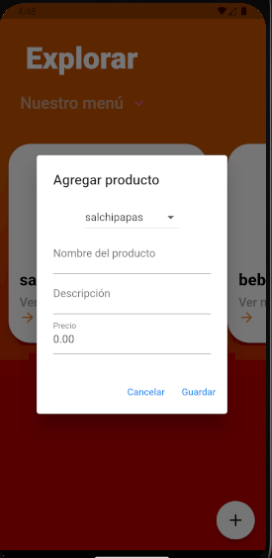 4:45
Explorar
Nuestro menú
Agregar producto
salchipapas
Nombre del producto
Descripción
Precio
0.00
Cancelar Guardar
sa
beb
Ver
Ver m